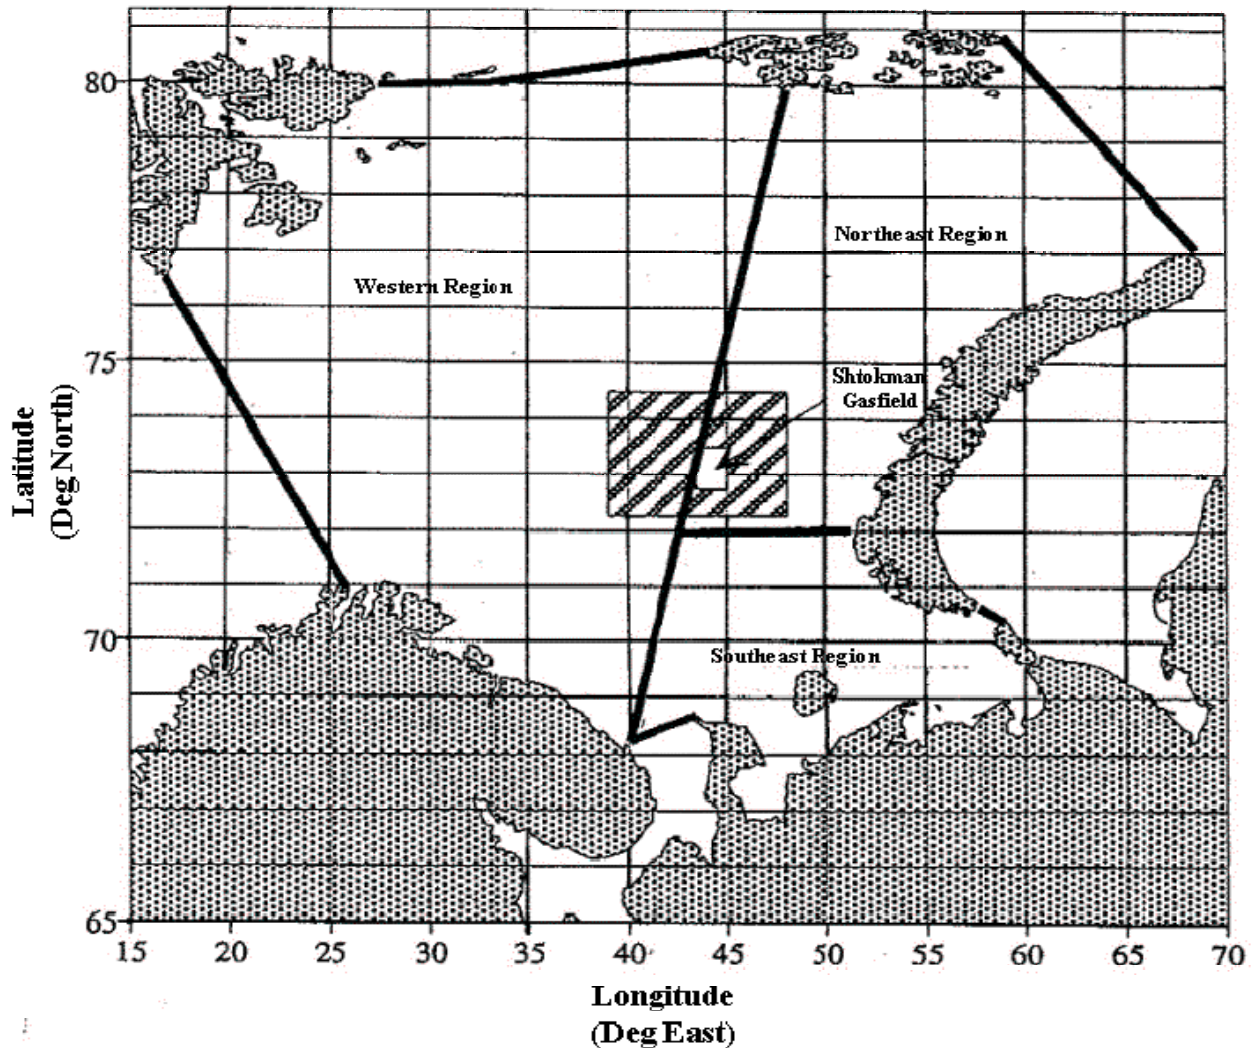 80
Northeast Region
Western Region
75
Shtokman
Gasfield
Latitude
(Deg North)
70
Southeast Region
65
15 20 25 30 35 40 45 50 55 60 65 70
Longitude
(Deg East)